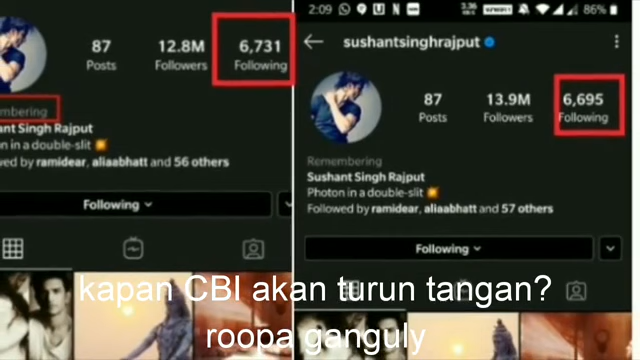 87 12.8M 6,731
Posts Followers Following
mbering
ant Singh Rajput
on in a double-slit 💥
wed by ramidear, aliaabhatt and 56 others
Following
2:09 86%
sushantsinghrajput
87 13.9M 6,695
Posts Followers Following
Remembering
Sushant Singh Rajput
Photon in a double-slit 💥
Followed by ramidear, aliaabhatt and 57 others
Following
kapan CBI akan turun tangan?
roopa ganguly